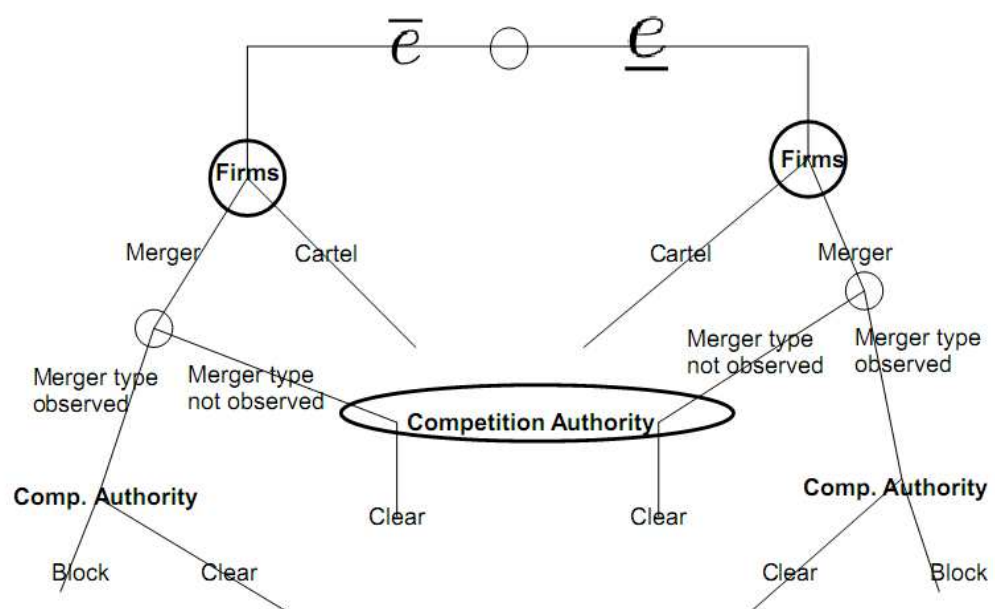 e̅ e̲
Firms Firms
Merger Cartel Cartel Merger
Merger type Merger type
not observed observed
Merger type Merger type
observed not observed
Competition Authority
Comp. Authority Comp. Authority
Clear Clear
Block Clear Clear Block